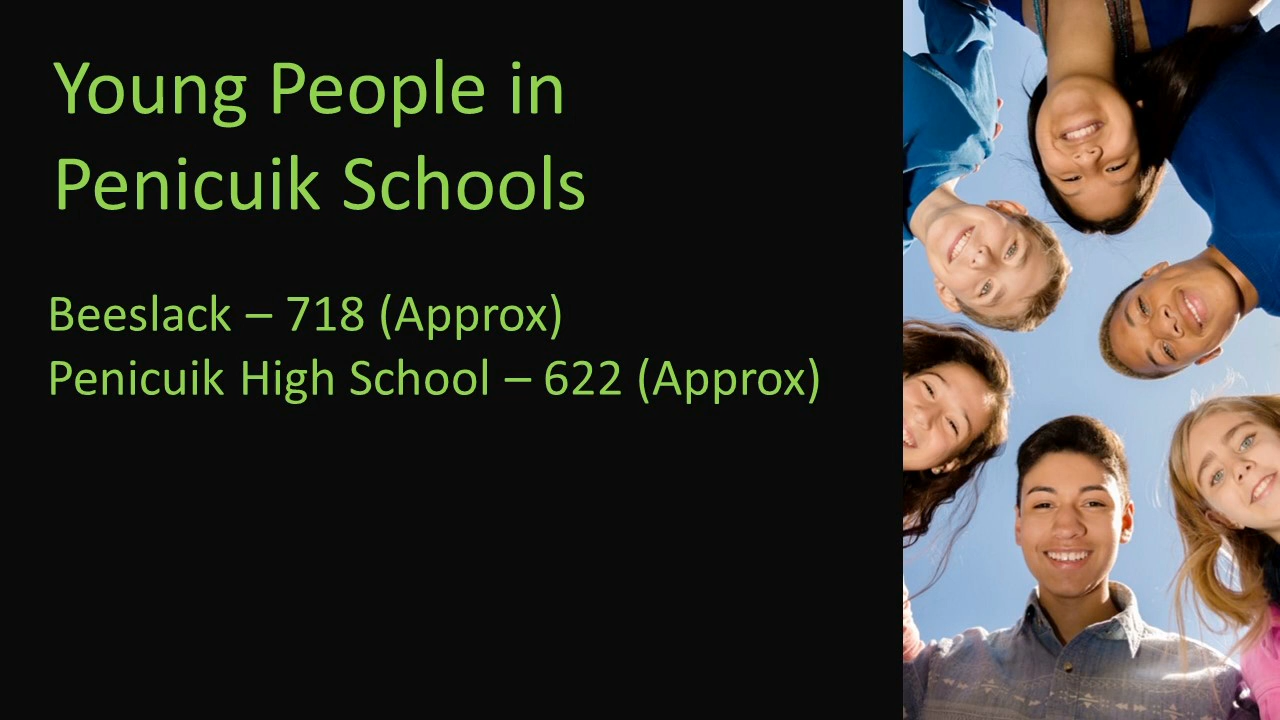 Young People in
Penicuik Schools
Beeslack – 718 (Approx)
Penicuik High School – 622 (Approx)